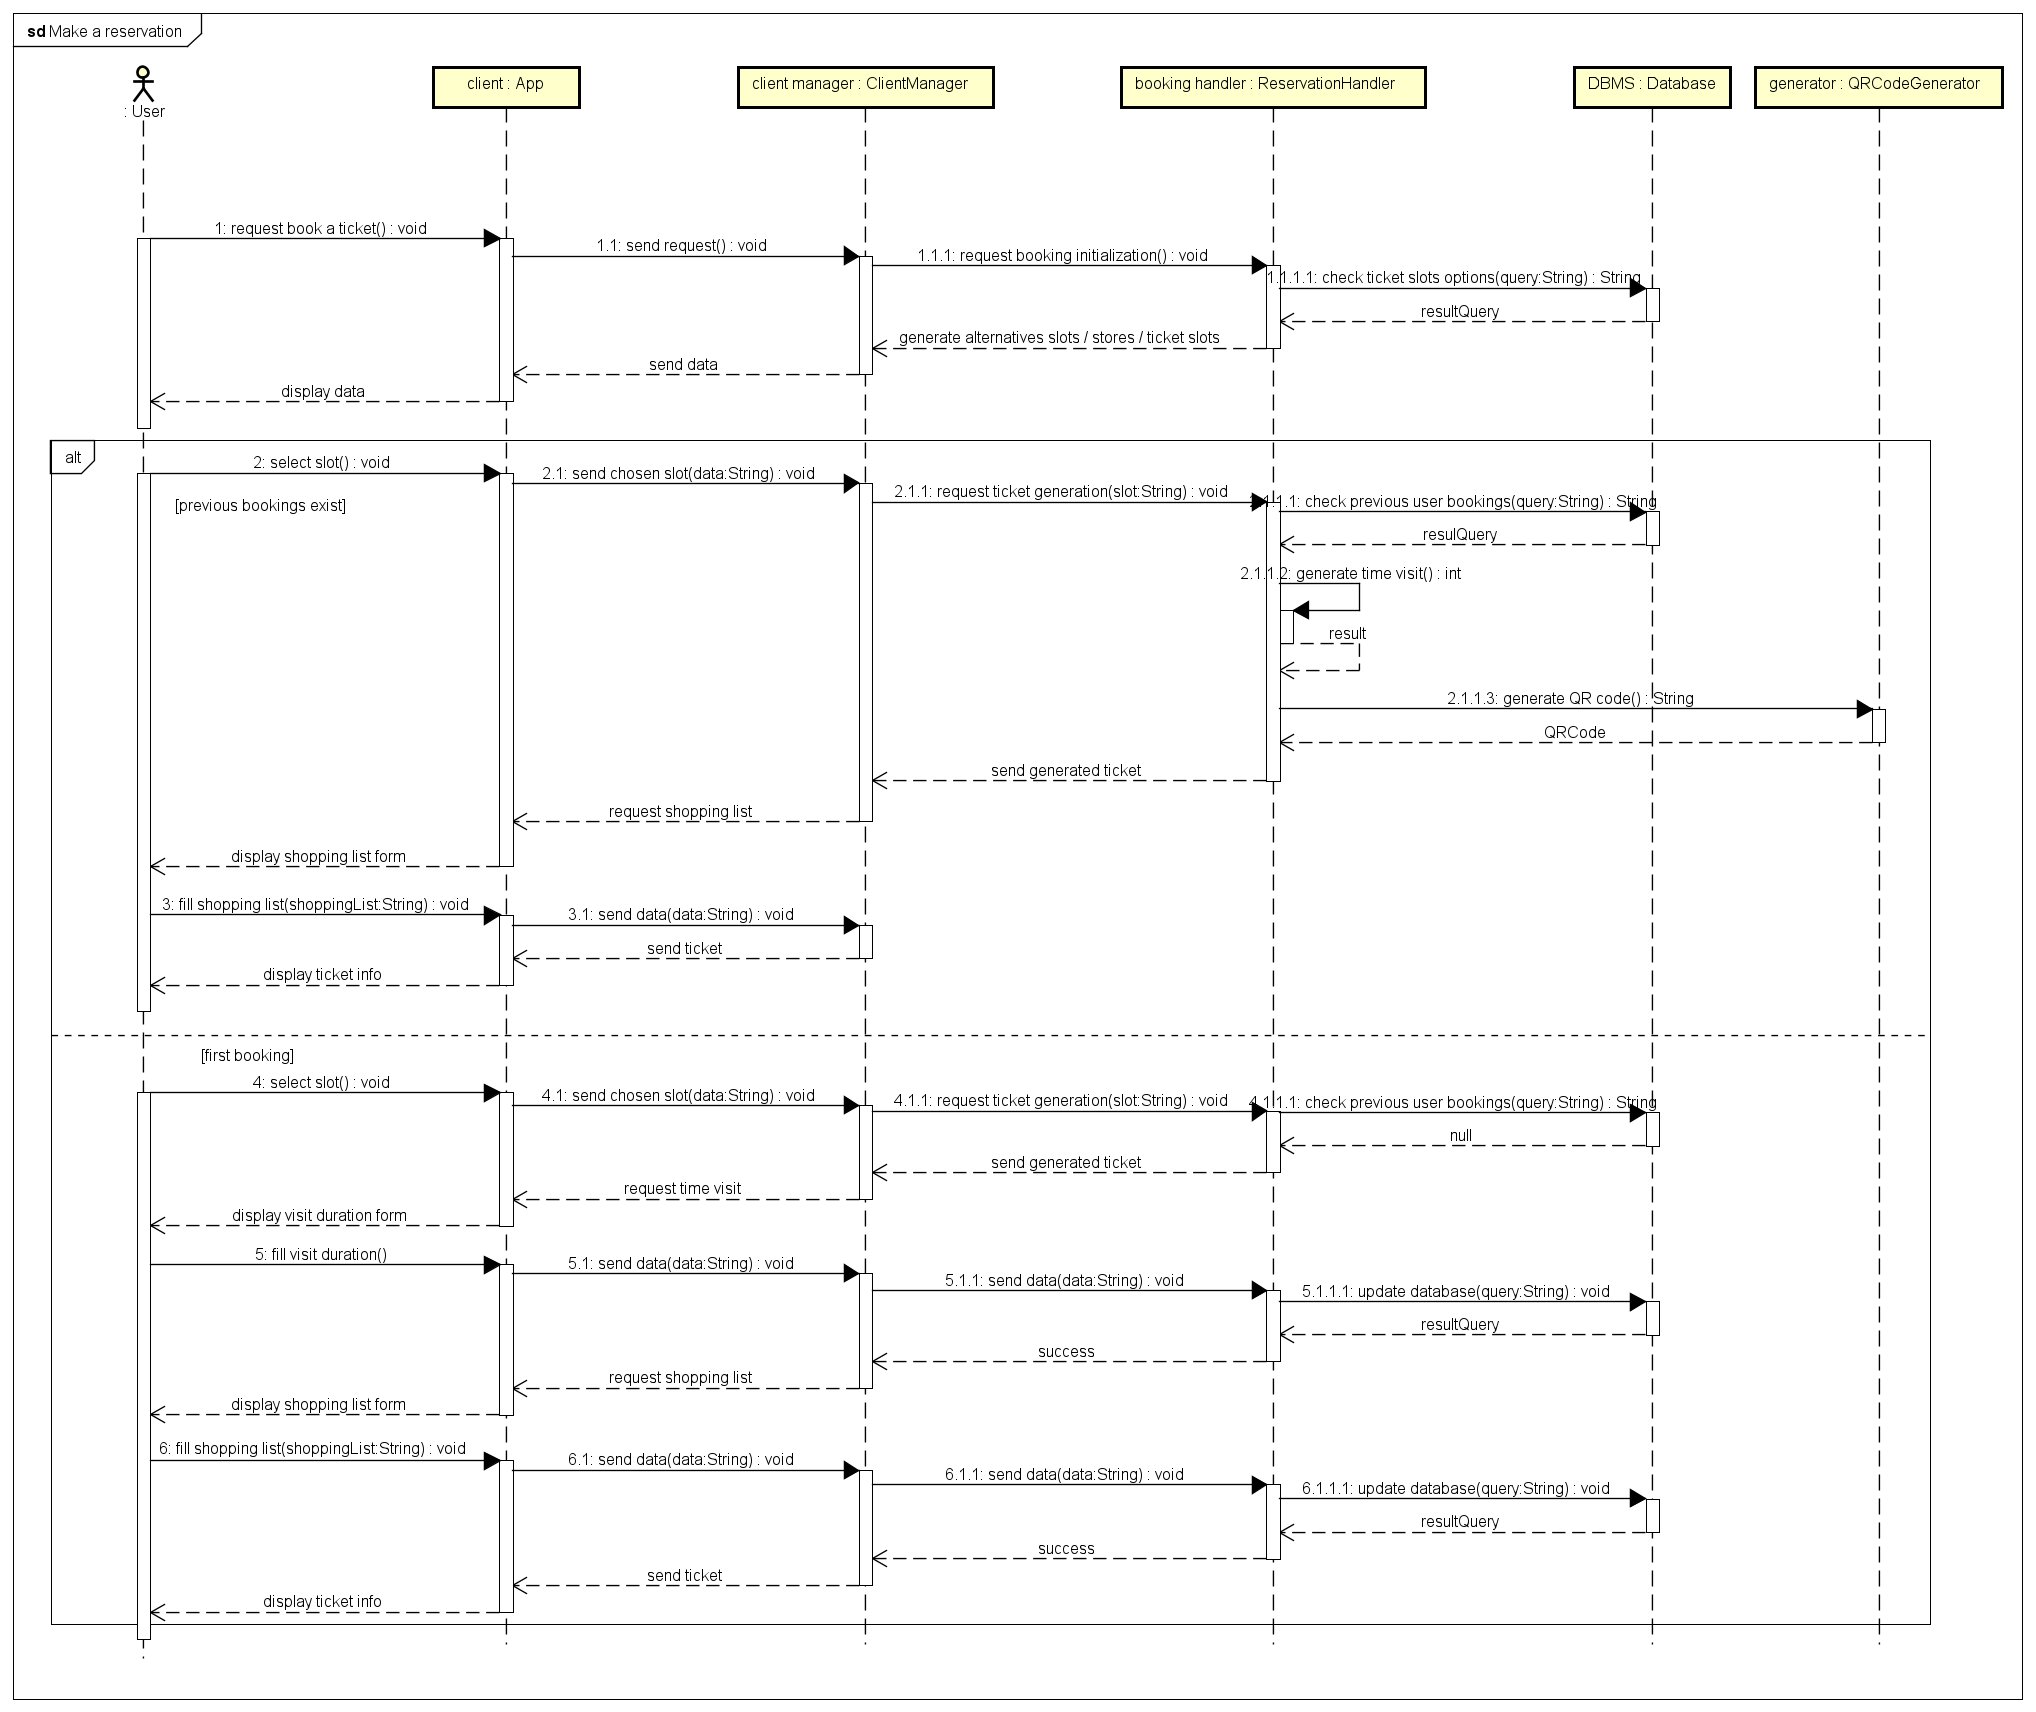 sd Make a reservation
: User
client : App
client manager : ClientManager
booking handler : ReservationHandler
DBMS : Database
generator : QRCodeGenerator
1: request book a ticket() : void
1.1: send request() : void
1.1.1: request booking initialization() : void
1.1.1.1: check ticket slots options(query:String) : String
resultQuery
generate alternatives slots / stores / ticket slots
send data
display data
alt
2: select slot() : void
2.1: send chosen slot(data:String) : void
2.1.1: request ticket generation(slot:String) : void
2.1.1.1: check previous user bookings(query:String) : String
[previous bookings exist]
resulQuery
2.1.1.2: generate time visit() : int
result
2.1.1.3: generate QR code() : String
QRCode
send generated ticket
request shopping list
display shopping list form
3: fill shopping list(shoppingList:String) : void
3.1: send data(data:String) : void
send ticket
display ticket info
[first booking]
4: select slot() : void
4.1: send chosen slot(data:String) : void
4.1.1: request ticket generation(slot:String) : void
4.1.1.1: check previous user bookings(query:String) : String
null
send generated ticket
request time visit
display visit duration form
5: fill visit duration()
5.1: send data(data:String) : void
5.1.1: send data(data:String) : void
5.1.1.1: update database(query:String) : void
resultQuery
success
request shopping list
display shopping list form
6: fill shopping list(shoppingList:String) : void
6.1: send data(data:String) : void
6.1.1: send data(data:String) : void
6.1.1.1: update database(query:String) : void
resultQuery
success
send ticket
display ticket info